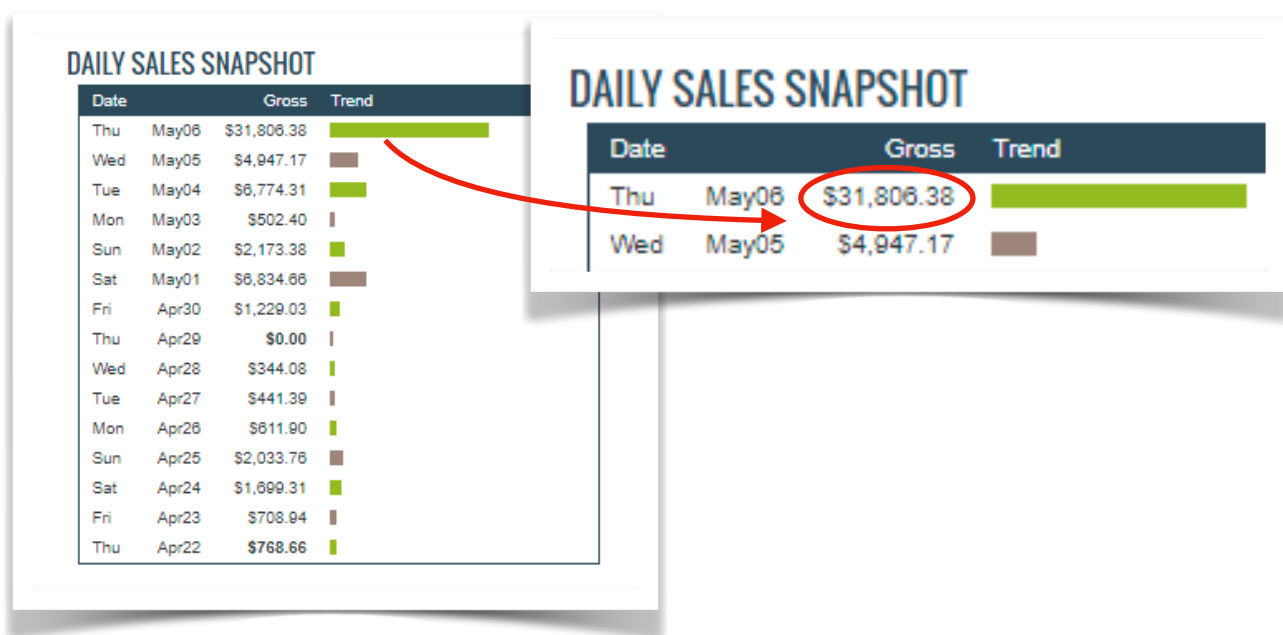 DAILY SALES SNAPSHOT
Date Gross Trend
Thu May06 $31,806.38
Wed May05 $4,947.17
Tue May04 $6,774.31
Mon May03 $502.40
Sun May02 $2,173.38
Sat May01 $6,834.66
Fri Apr30 $1,229.03
Thu Apr29 $0.00
Wed Apr28 $344.08
Tue Apr27 $441.39
Mon Apr26 $611.90
Sun Apr25 $2,033.76
Sat Apr24 $1,699.31
Fri Apr23 $708.94
Thu Apr22 $768.66
DAILY SALES SNAPSHOT
Date Gross Trend
Thu May06 $31,806.38
Wed May05 $4,947.17